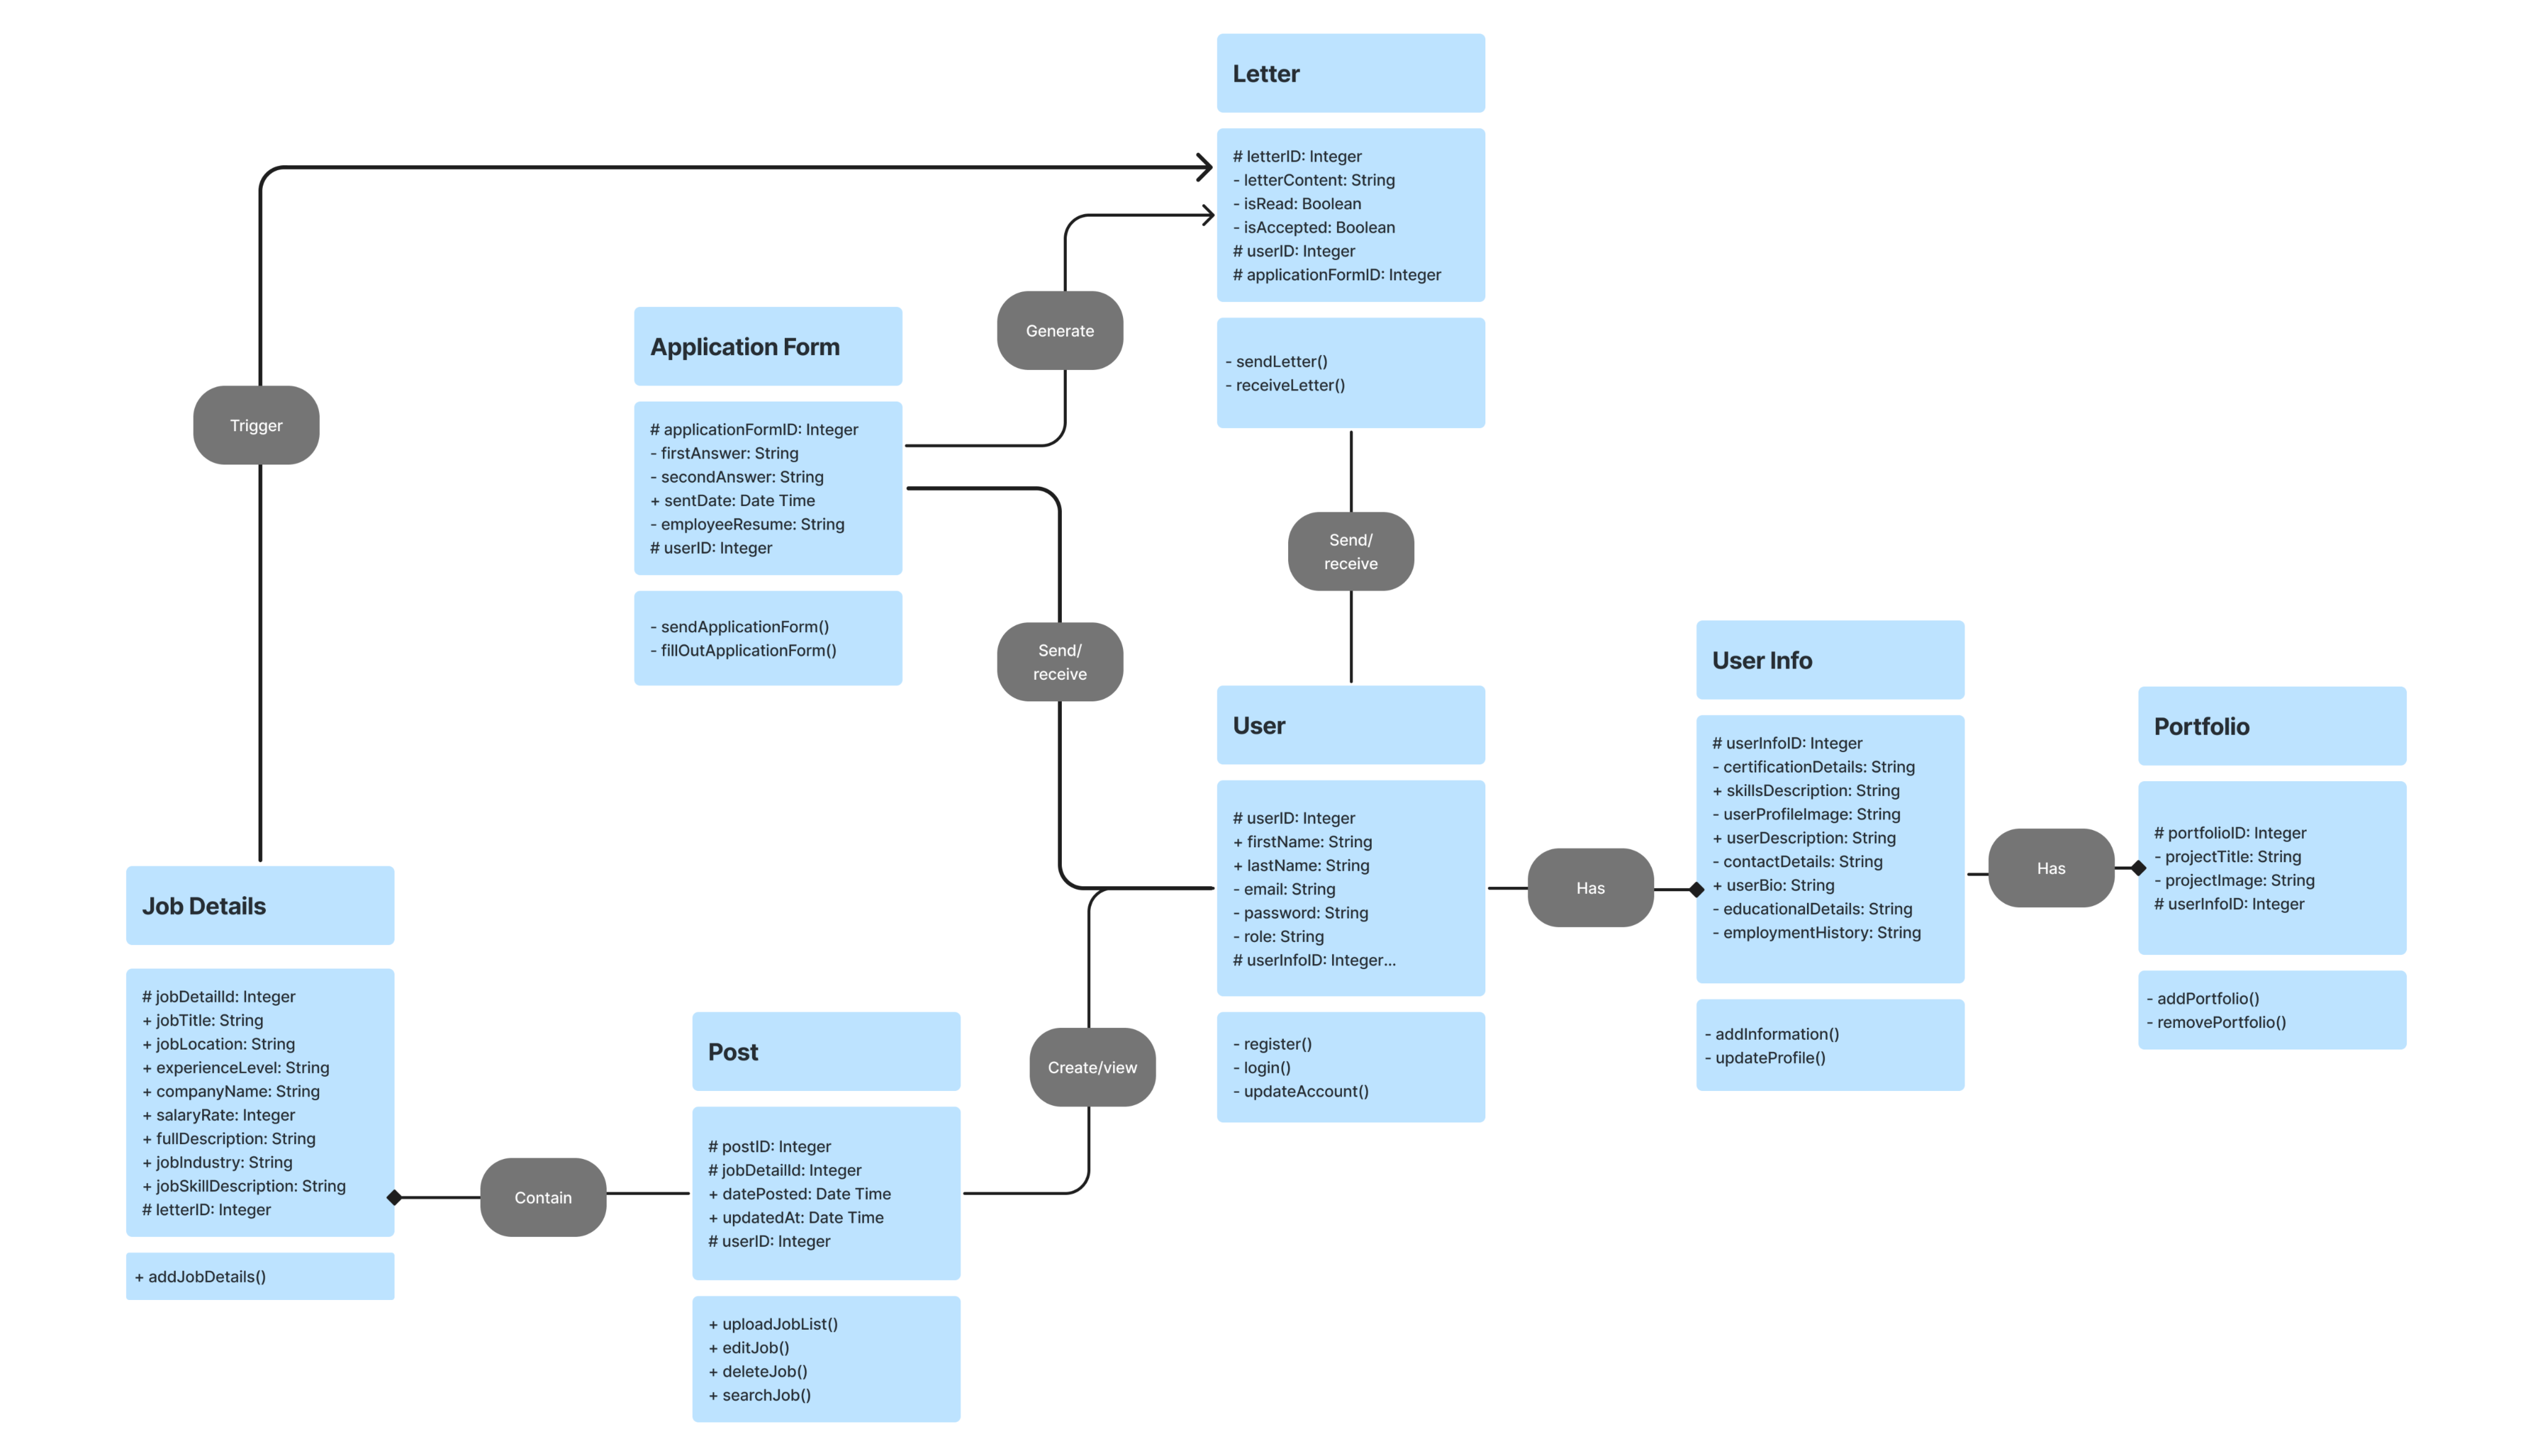 Letter
# letterID: Integer
- letterContent: String
- isRead: Boolean
- isAccepted: Boolean
# userID: Integer
# applicationFormID: Integer
- sendLetter()
- receiveLetter()
Generate
Application Form
# applicationFormID: Integer
- firstAnswer: String
- secondAnswer: String
+ sentDate: Date Time
- employeeResume: String
# userID: Integer
- sendApplicationForm()
- fillOutApplicationForm()
Trigger
Send/
receive
Send/
receive
User
# userID: Integer
+ firstName: String
+ lastName: String
- email: String
- password: String
- role: String
# userInfoID: Integer...
- register()
- login()
- updateAccount()
Has
User Info
# userInfoID: Integer
- certificationDetails: String
+ skillsDescription: String
- userProfileImage: String
+ userDescription: String
- contactDetails: String
+ userBio: String
- educationalDetails: String
- employmentHistory: String
- addInformation()
- updateProfile()
Has
Portfolio
# portfolioID: Integer
- projectTitle: String
- projectImage: String
# userInfoID: Integer
- addPortfolio()
- removePortfolio()
Job Details
# jobDetailId: Integer
+ jobTitle: String
+ jobLocation: String
+ experienceLevel: String
+ companyName: String
+ salaryRate: Integer
+ fullDescription: String
+ jobIndustry: String
+ jobSkillDescription: String
# letterID: Integer
+ addJobDetails()
Contain
Post
# postID: Integer
# jobDetailId: Integer
+ datePosted: Date Time
+ updatedAt: Date Time
# userID: Integer
+ uploadJobList()
+ editJob()
+ deleteJob()
+ searchJob()
Create/view